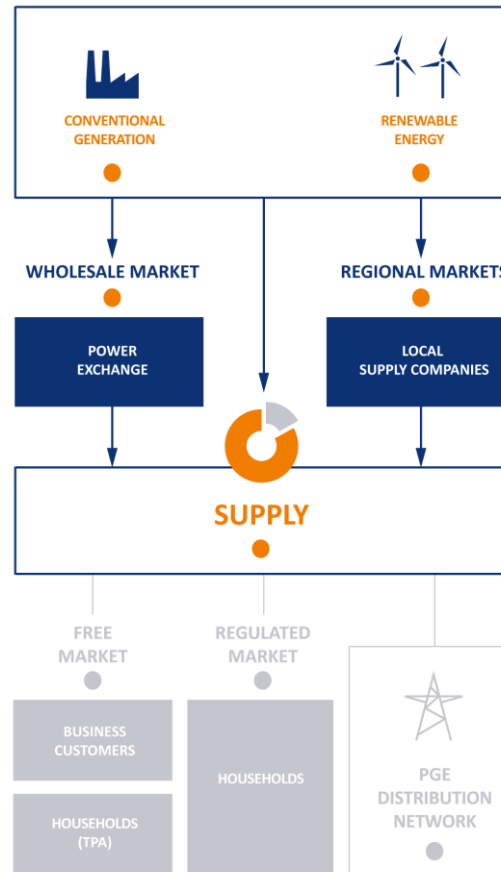 CONVENTIONAL
GENERATION
RENEWABLE
ENERGY
WHOLESALE MARKET
REGIONAL MARKETS
POWER
EXCHANGE
LOCAL
SUPPLY COMPANIES
SUPPLY
FREE
MARKET
REGULATED
MARKET
BUSINESS
CUSTOMERS
HOUSEHOLDS
HOUSEHOLDS
(TPA)
PGE
DISTRIBUTION
NETWORK